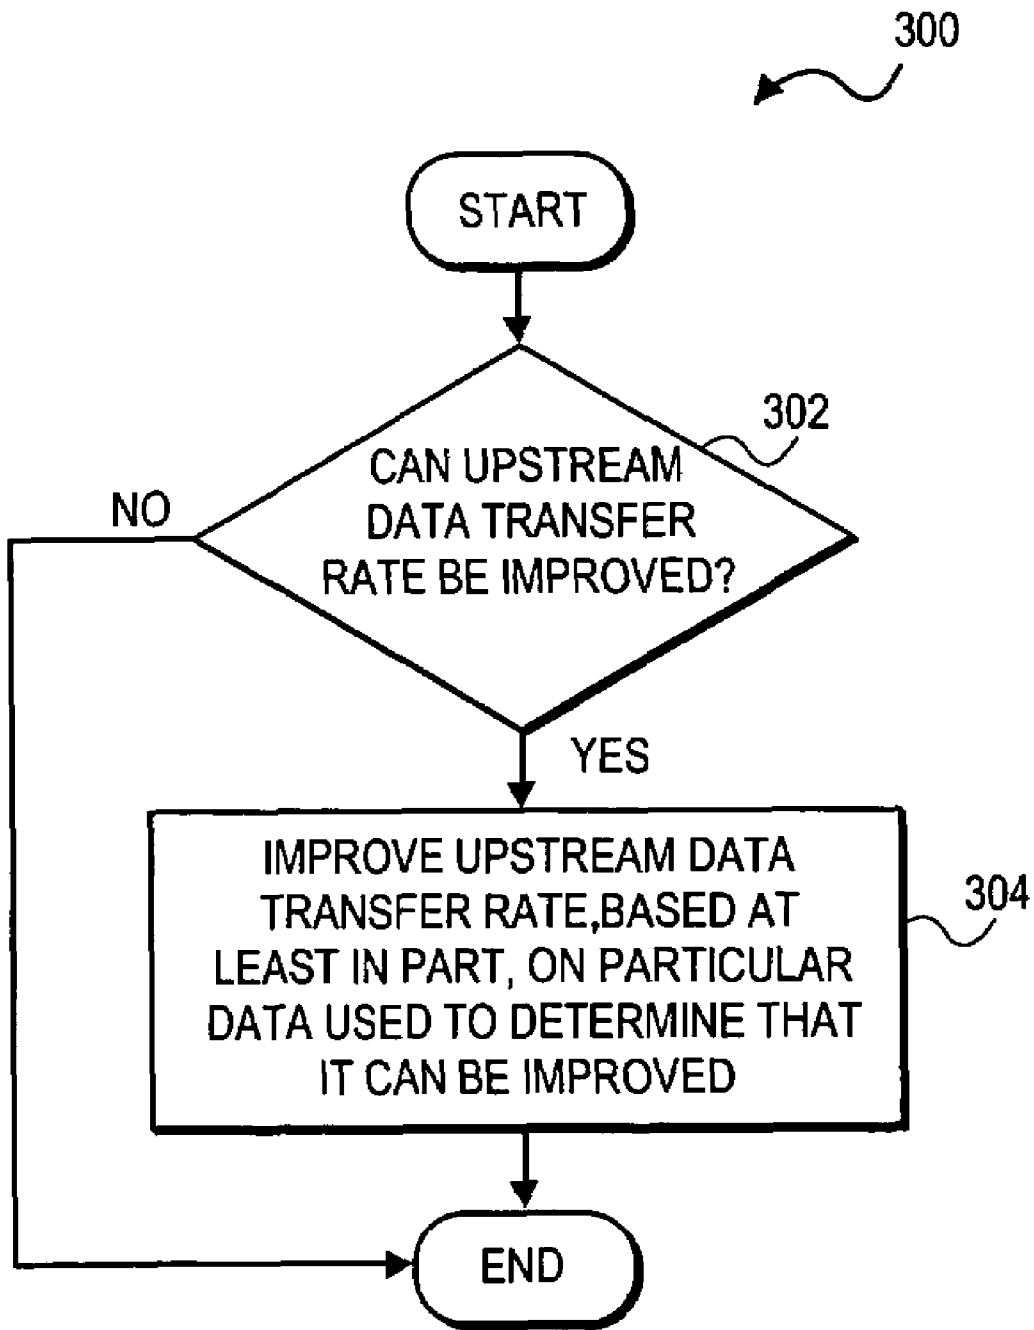 300
START
302
CAN UPSTREAM
DATA TRANSFER
RATE BE IMPROVED?
NO
YES
IMPROVE UPSTREAM DATA
TRANSFER RATE,BASED AT
LEAST IN PART, ON PARTICULAR
DATA USED TO DETERMINE THAT
IT CAN BE IMPROVED
304
END